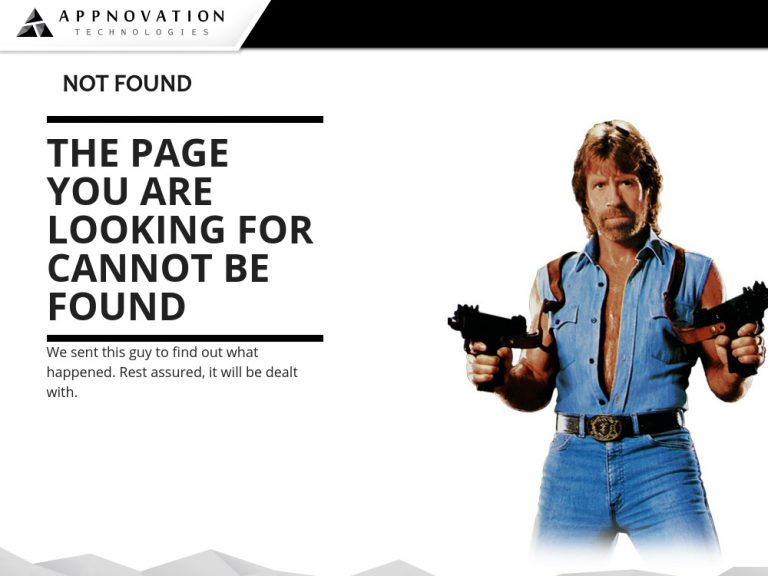 APPNOVATION
TECHNOLOGIES
NOT FOUND
THE PAGE
YOU ARE
LOOKING FOR
CANNOT BE
FOUND
We sent this guy to find out what
happened. Rest assured, it will be dealt
with.